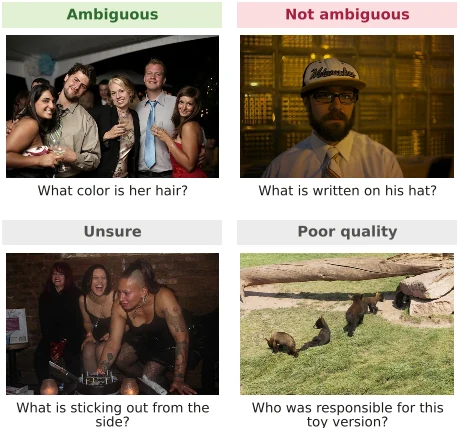 Ambiguous
Not ambiguous
What color is her hair?
What is written on his hat?
Unsure
Poor quality
What is sticking out from the
side?
Who was responsible for this
toy version?